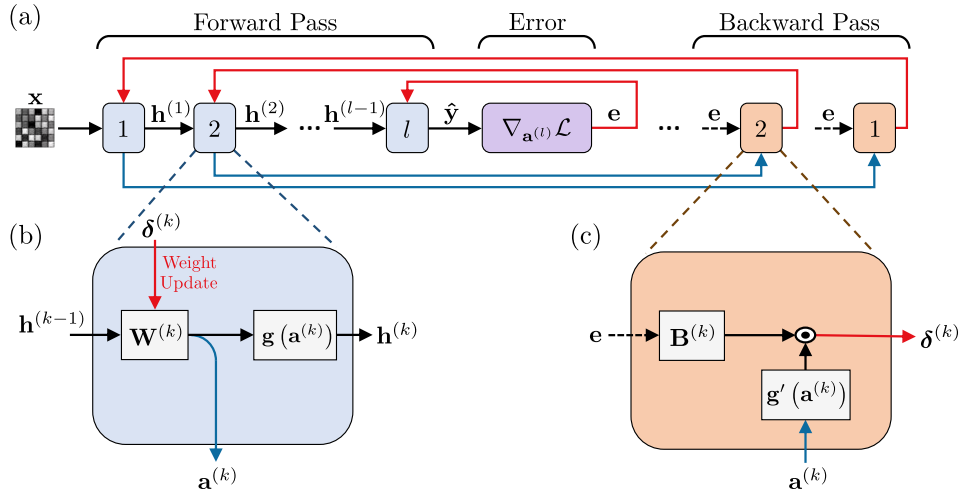 (a)
Forward Pass
Error
Backward Pass
x
1
h^(1)
2
h^(2)
...
h^(l−1)
l
ŷ
∇_{a^(l)} ℒ
e
...
e
2
e
1
(b)
δ^(k)
Weight
Update
h^(k−1)
W^(k)
g (a^(k))
h^(k)
a^(k)
(c)
e
B^(k)
δ^(k)
g′ (a^(k))
a^(k)